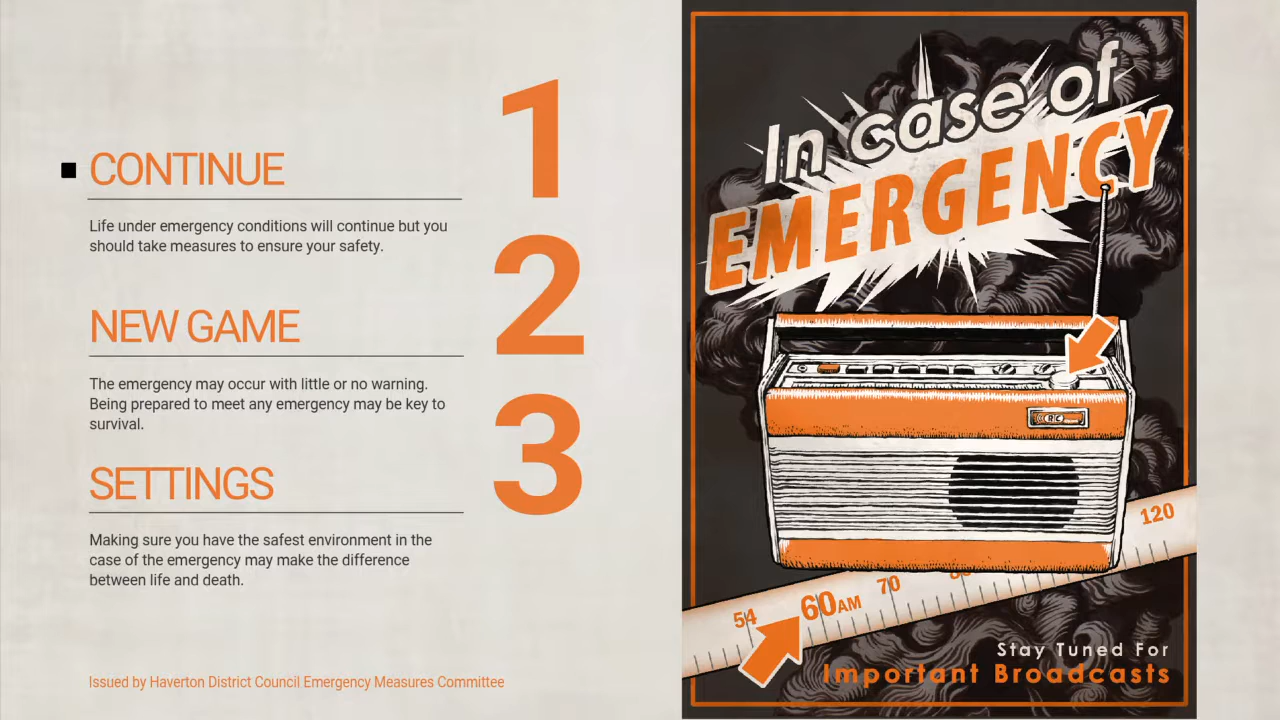 CONTINUE
1
Life under emergency conditions will continue but you
should take measures to ensure your safety.
NEW GAME
2
The emergency may occur with little or no warning.
Being prepared to meet any emergency may be key to
survival.
SETTINGS
3
Making sure you have the safest environment in the
case of the emergency may make the difference
between life and death.
Issued by Haverton District Council Emergency Measures Committee
In case of
EMERGENCY
54
60AM
70
120
Stay Tuned For
Important Broadcasts